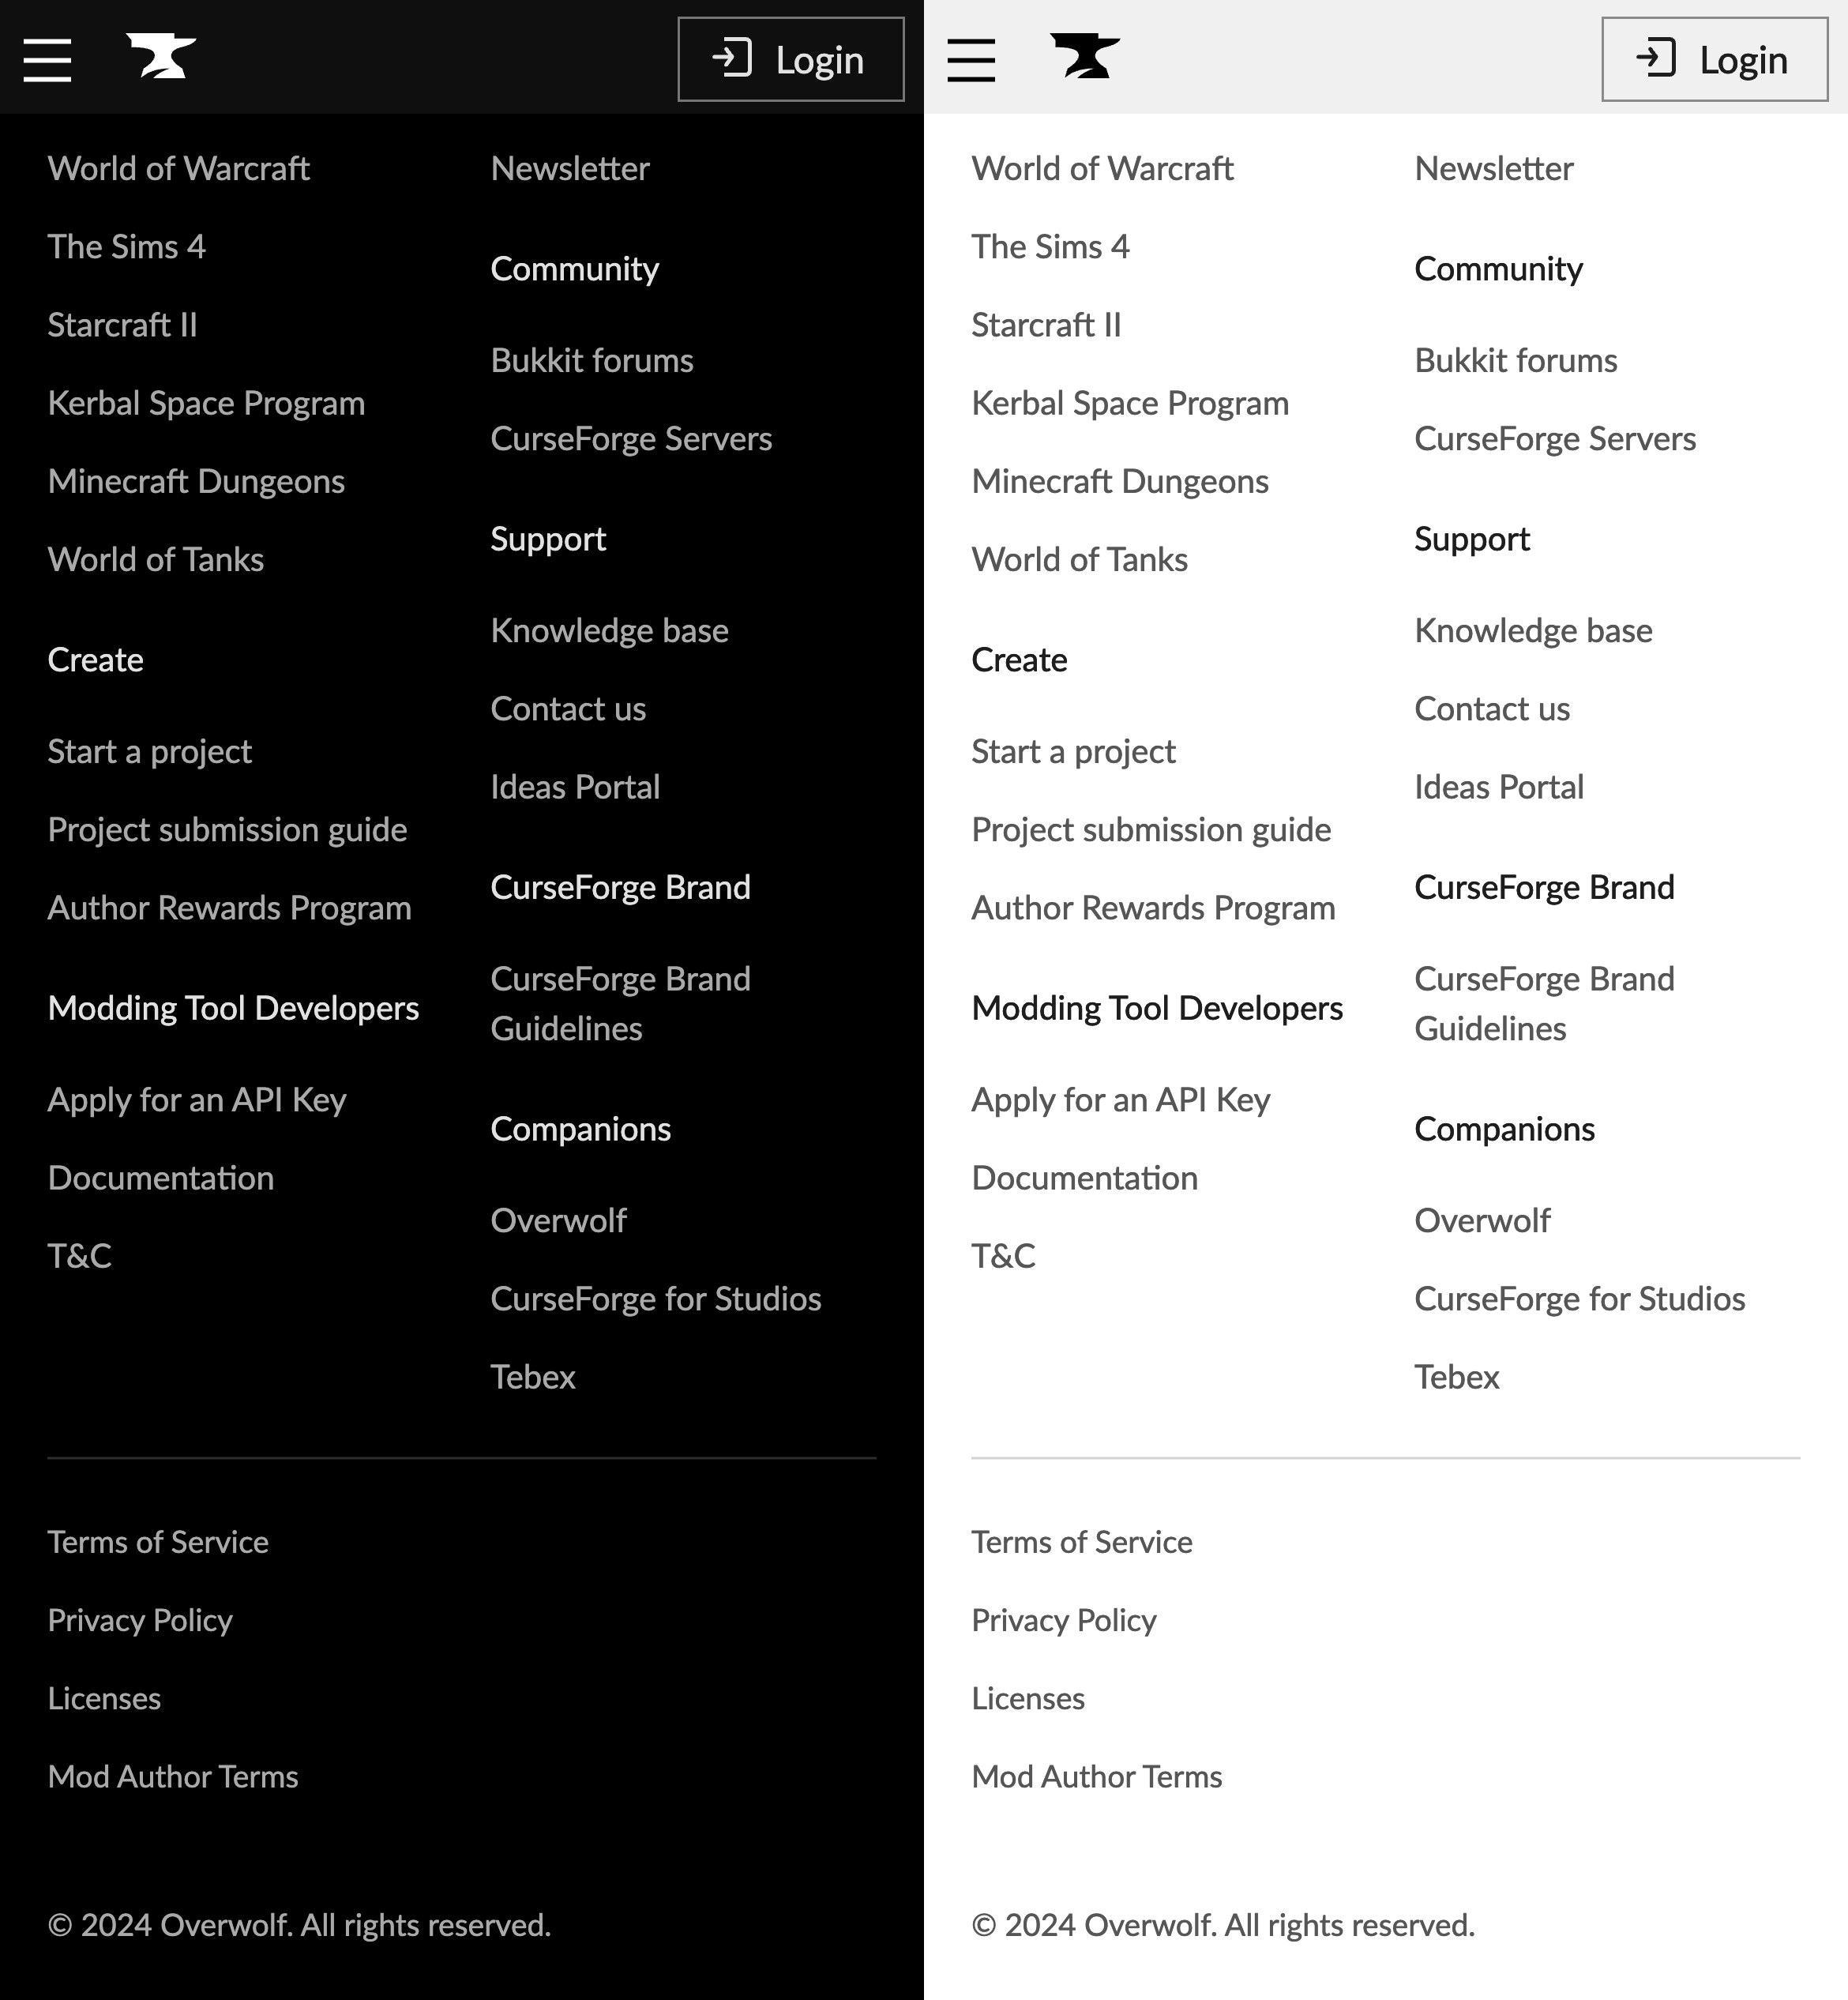 Login
World of Warcraft
The Sims 4
Starcraft II
Kerbal Space Program
Minecraft Dungeons
World of Tanks
Create
Start a project
Project submission guide
Author Rewards Program
Modding Tool Developers
Apply for an API Key
Documentation
T&C
Newsletter
Community
Bukkit forums
CurseForge Servers
Support
Knowledge base
Contact us
Ideas Portal
CurseForge Brand
CurseForge Brand
Guidelines
Companions
Overwolf
CurseForge for Studios
Tebex
Terms of Service
Privacy Policy
Licenses
Mod Author Terms
© 2024 Overwolf. All rights reserved.
Login
World of Warcraft
The Sims 4
Starcraft II
Kerbal Space Program
Minecraft Dungeons
World of Tanks
Create
Start a project
Project submission guide
Author Rewards Program
Modding Tool Developers
Apply for an API Key
Documentation
T&C
Newsletter
Community
Bukkit forums
CurseForge Servers
Support
Knowledge base
Contact us
Ideas Portal
CurseForge Brand
CurseForge Brand
Guidelines
Companions
Overwolf
CurseForge for Studios
Tebex
Terms of Service
Privacy Policy
Licenses
Mod Author Terms
© 2024 Overwolf. All rights reserved.